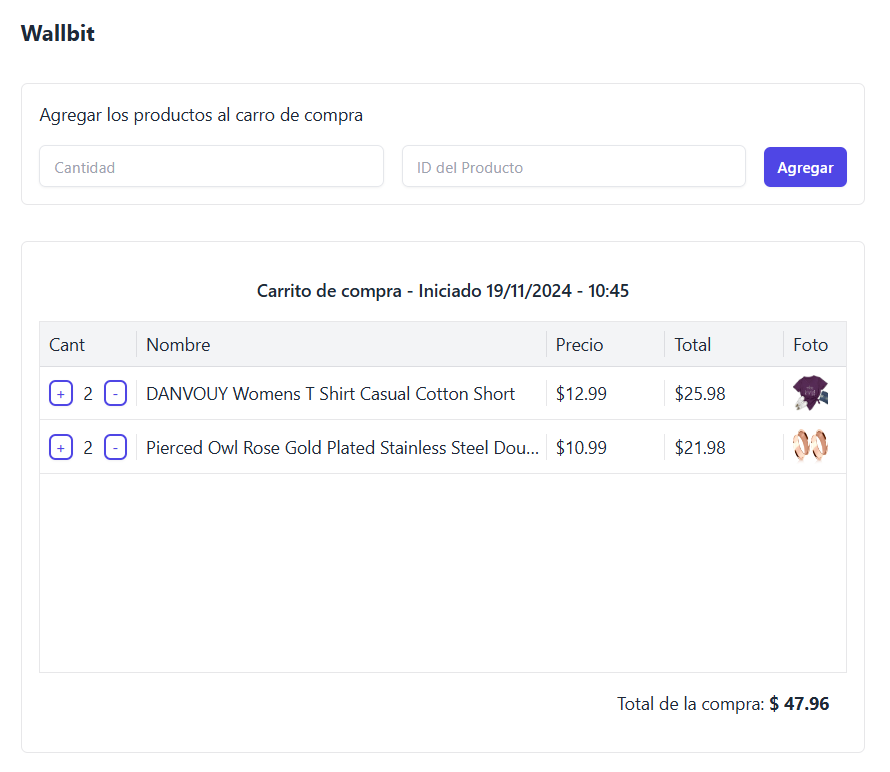 Wallbit
Agregar los productos al carro de compra
Cantidad ID del Producto Agregar
Carrito de compra - Iniciado 19/11/2024 - 10:45
Cant Nombre Precio Total Foto
+ 2 - DANVOUY Womens T Shirt Casual Cotton Short $12.99 $25.98
+ 2 - Pierced Owl Rose Gold Plated Stainless Steel Dou... $10.99 $21.98
Total de la compra: $ 47.96